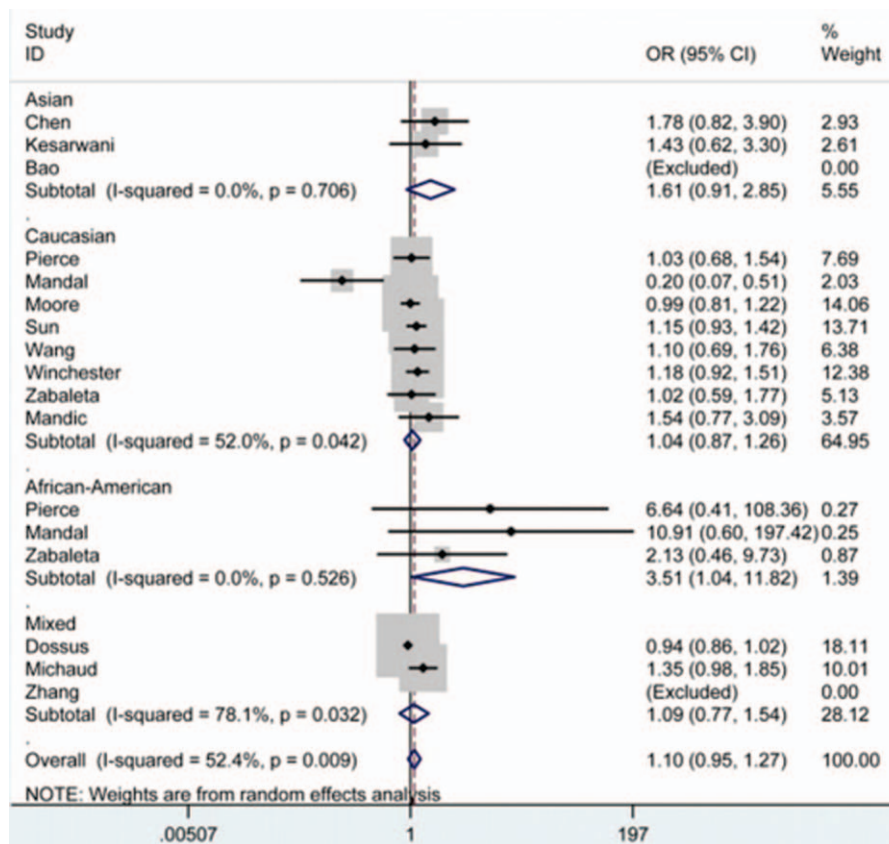 Study %
ID OR (95% CI) Weight
Asian
Chen 1.78 (0.82, 3.90) 2.93
Kesarwani 1.43 (0.62, 3.30) 2.61
Bao (Excluded) 0.00
Subtotal (I-squared = 0.0%, p = 0.706) 1.61 (0.91, 2.85) 5.55
.
Caucasian
Pierce 1.03 (0.68, 1.54) 7.69
Mandal 0.20 (0.07, 0.51) 2.03
Moore 0.99 (0.81, 1.22) 14.06
Sun 1.15 (0.93, 1.42) 13.71
Wang 1.10 (0.69, 1.76) 6.38
Winchester 1.18 (0.92, 1.51) 12.38
Zabaleta 1.02 (0.59, 1.77) 5.13
Mandic 1.54 (0.77, 3.09) 3.57
Subtotal (I-squared = 52.0%, p = 0.042) 1.04 (0.87, 1.26) 64.95
.
African-American
Pierce 6.64 (0.41, 108.36) 0.27
Mandal 10.91 (0.60, 197.42) 0.25
Zabaleta 2.13 (0.46, 9.73) 0.87
Subtotal (I-squared = 0.0%, p = 0.526) 3.51 (1.04, 11.82) 1.39
.
Mixed
Dossus 0.94 (0.86, 1.02) 18.11
Michaud 1.35 (0.98, 1.85) 10.01
Zhang (Excluded) 0.00
Subtotal (I-squared = 78.1%, p = 0.032) 1.09 (0.77, 1.54) 28.12
.
Overall (I-squared = 52.4%, p = 0.009) 1.10 (0.95, 1.27) 100.00
NOTE: Weights are from random effects analysis
.00507 1 197